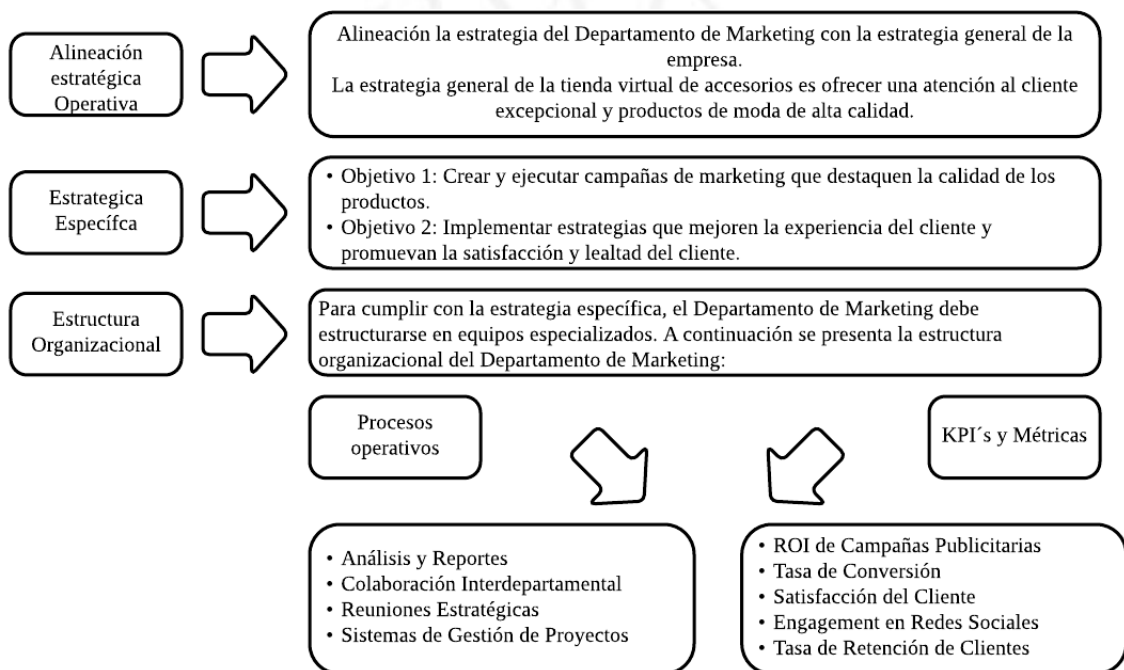 Alineación
estratégica
Operativa
Alineación la estrategia del Departamento de Marketing con la estrategia general de la
empresa.
La estrategia general de la tienda virtual de accesorios es ofrecer una atención al cliente
excepcional y productos de moda de alta calidad.
Estrategica
Específca
• Objetivo 1: Crear y ejecutar campañas de marketing que destaquen la calidad de los
productos.
• Objetivo 2: Implementar estrategias que mejoren la experiencia del cliente y
promuevan la satisfacción y lealtad del cliente.
Estructura
Organizacional
Para cumplir con la estrategia específica, el Departamento de Marketing debe
estructurarse en equipos especializados. A continuación se presenta la estructura
organizacional del Departamento de Marketing:
Procesos
operativos
KPI´s y Métricas
• Análisis y Reportes
• Colaboración Interdepartamental
• Reuniones Estratégicas
• Sistemas de Gestión de Proyectos
• ROI de Campañas Publicitarias
• Tasa de Conversión
• Satisfacción del Cliente
• Engagement en Redes Sociales
• Tasa de Retención de Clientes